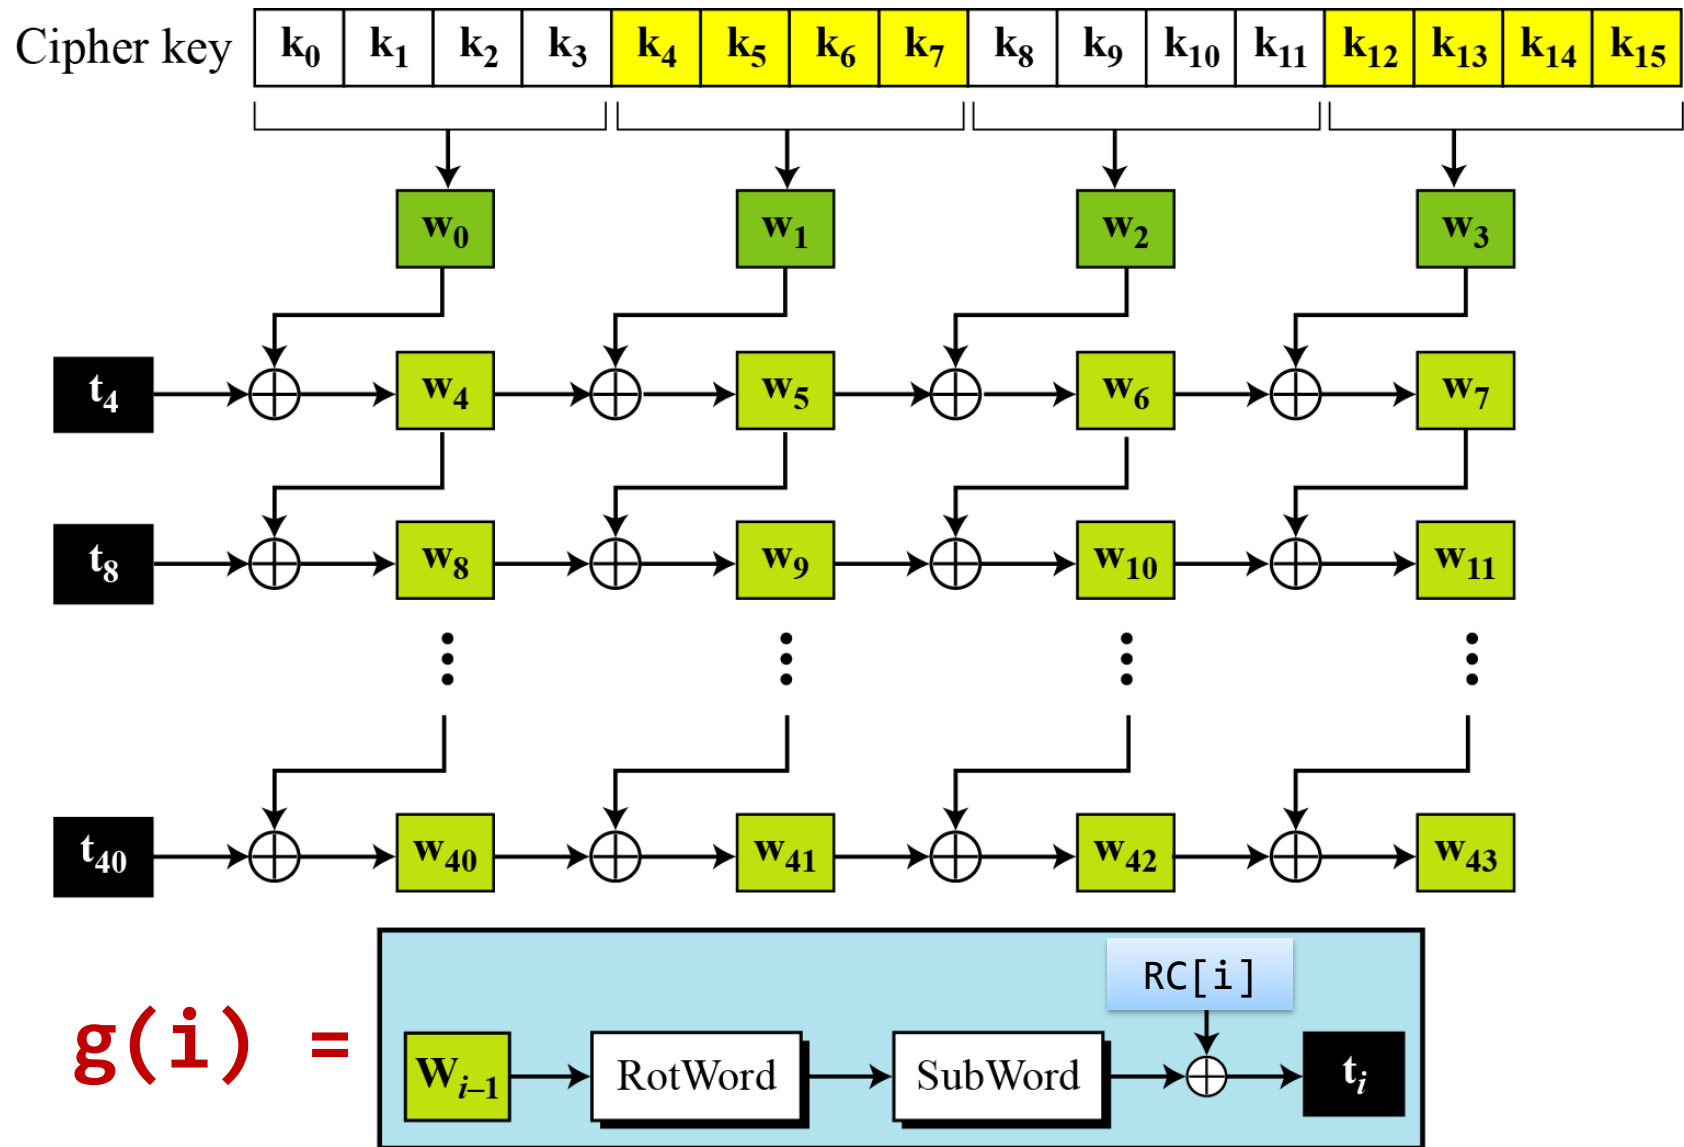 Cipher key k₀ k₁ k₂ k₃ k₄ k₅ k₆ k₇ k₈ k₉ k₁₀ k₁₁ k₁₂ k₁₃ k₁₄ k₁₅
w₀ w₁ w₂ w₃
t₄ w₄ w₅ w₆ w₇
t₈ w₈ w₉ w₁₀ w₁₁
t₄₀ w₄₀ w₄₁ w₄₂ w₄₃
RC[i]
g(i) = Wᵢ₋₁ RotWord SubWord tᵢ